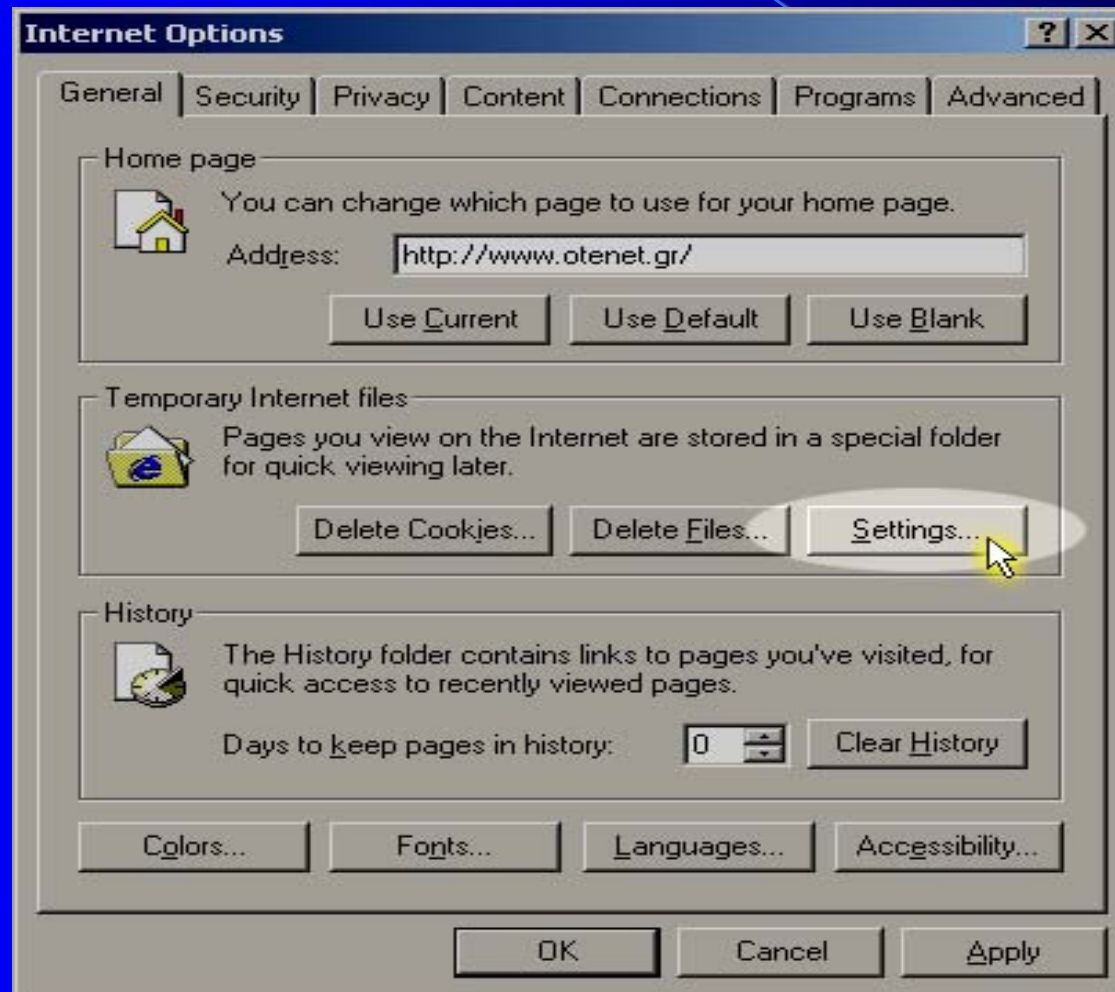 Internet Options
General Security Privacy Content Connections Programs Advanced
Home page
You can change which page to use for your home page.
Address: http://www.otenet.gr/
Use Current Use Default Use Blank
Temporary Internet files
Pages you view on the Internet are stored in a special folder
for quick viewing later.
Delete Cookies... Delete Files... Settings...
History
The History folder contains links to pages you've visited, for
quick access to recently viewed pages.
Days to keep pages in history: 0 Clear History
Colors... Fonts... Languages... Accessibility...
OK Cancel Apply